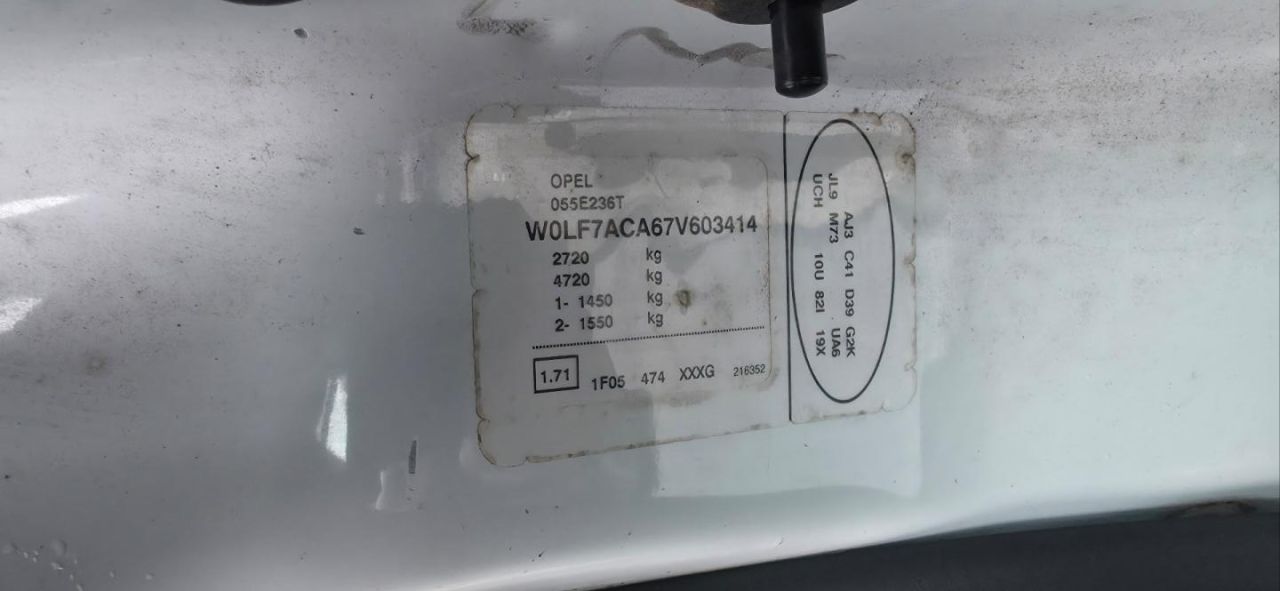 OPEL
055E236T
W0LF7ACA67V603414
2720 kg
4720 kg
1- 1450 kg
2- 1550 kg
1.71 1F05 474 XXXG 216352
AJ3 C41 D39 G2K
JL9 UA6
UCH M73 10U 82I 19X